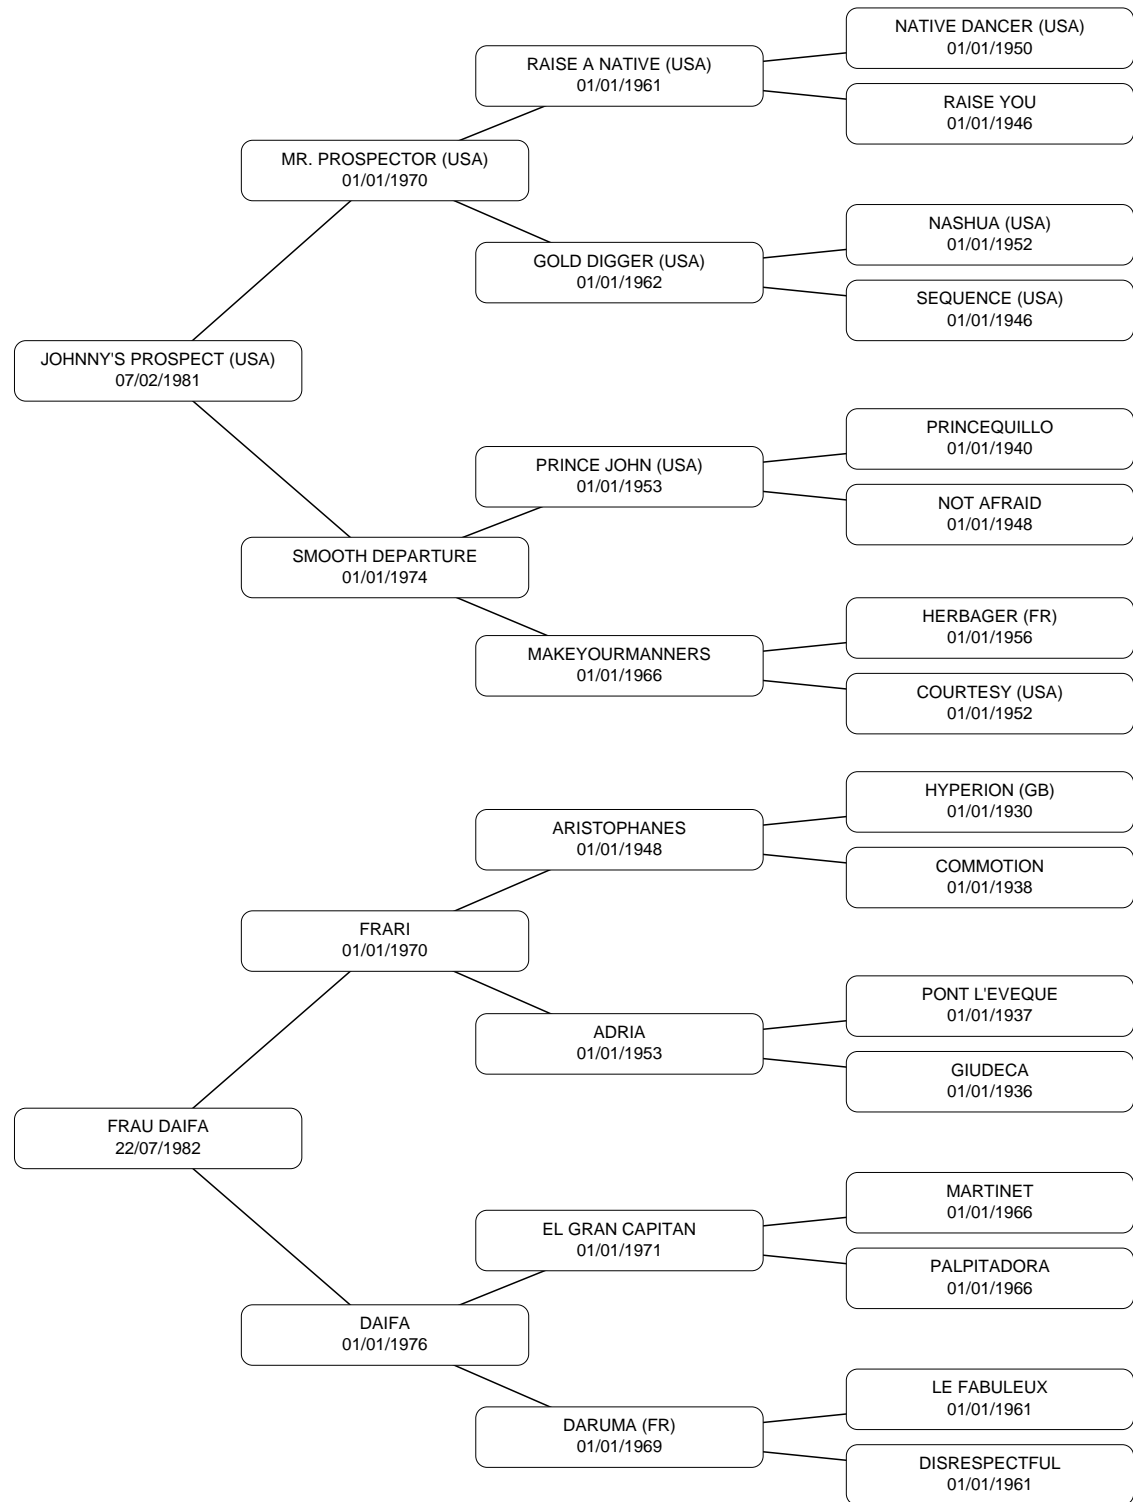 NATIVE DANCER (USA)
01/01/1950
RAISE A NATIVE (USA)
01/01/1961
RAISE YOU
01/01/1946
MR. PROSPECTOR (USA)
01/01/1970
NASHUA (USA)
01/01/1952
GOLD DIGGER (USA)
01/01/1962
SEQUENCE (USA)
01/01/1946
JOHNNY'S PROSPECT (USA)
07/02/1981
PRINCEQUILLO
01/01/1940
PRINCE JOHN (USA)
01/01/1953
NOT AFRAID
01/01/1948
SMOOTH DEPARTURE
01/01/1974
HERBAGER (FR)
01/01/1956
MAKEYOURMANNERS
01/01/1966
COURTESY (USA)
01/01/1952
HYPERION (GB)
01/01/1930
ARISTOPHANES
01/01/1948
COMMOTION
01/01/1938
FRARI
01/01/1970
PONT L'EVEQUE
01/01/1937
ADRIA
01/01/1953
GIUDECA
01/01/1936
FRAU DAIFA
22/07/1982
MARTINET
01/01/1966
EL GRAN CAPITAN
01/01/1971
PALPITADORA
01/01/1966
DAIFA
01/01/1976
LE FABULEUX
01/01/1961
DARUMA (FR)
01/01/1969
DISRESPECTFUL
01/01/1961